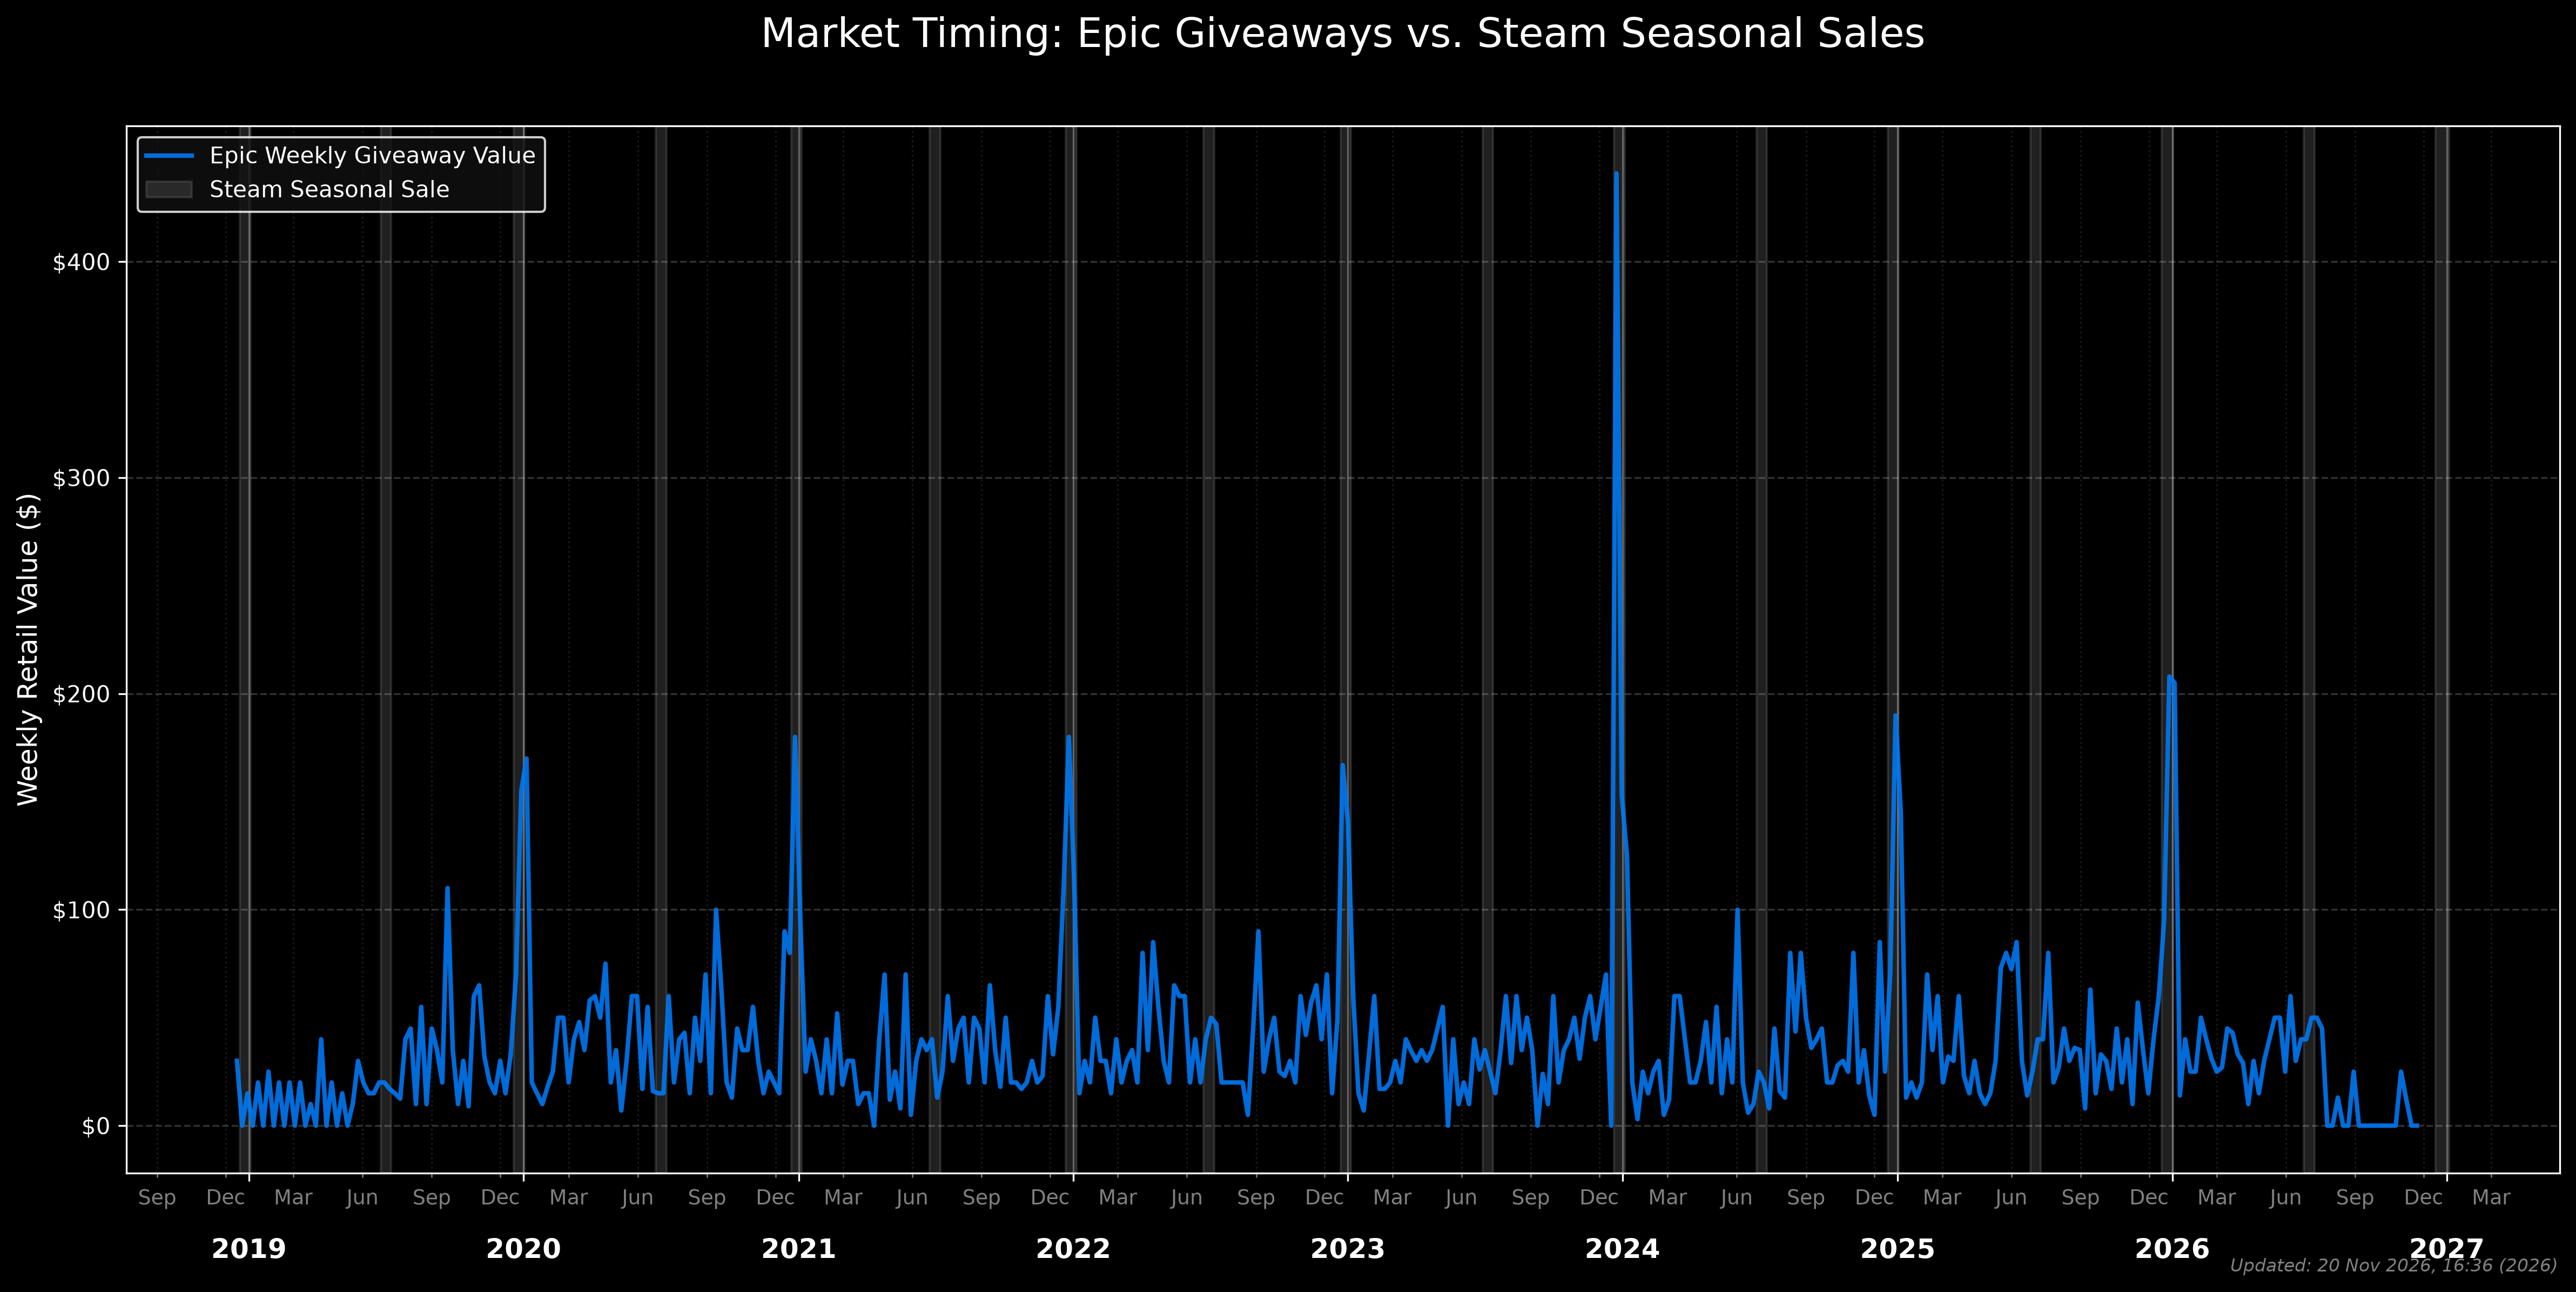 Market Timing: Epic Giveaways vs. Steam Seasonal Sales
Epic Weekly Giveaway Value
Steam Seasonal Sale
Weekly Retail Value ($)
$400
$300
$200
$100
$0
Sep Dec Mar Jun Sep Dec Mar Jun Sep Dec Mar Jun Sep Dec Mar Jun Sep Dec Mar Jun Sep Dec Mar Jun Sep Dec Mar Jun Sep Dec Mar Jun Sep Dec Mar
2019 2020 2021 2022 2023 2024 2025 2026 2027
Updated: 20 Nov 2026, 16:36 (2026)